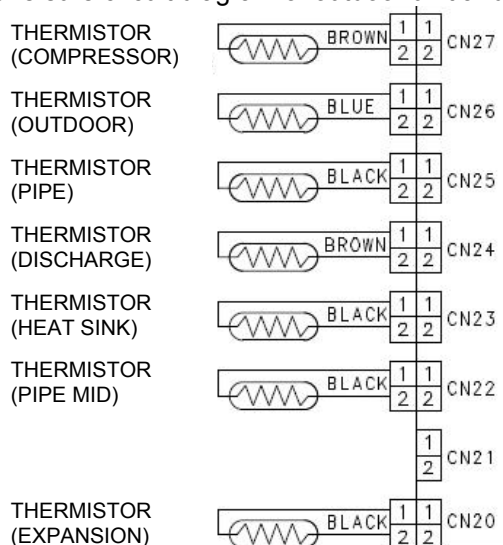 THERMISTOR
(COMPRESSOR)
BROWN 1 1 CN27
2 2
THERMISTOR
(OUTDOOR)
BLUE 1 1 CN26
2 2
THERMISTOR
(PIPE)
BLACK 1 1 CN25
2 2
THERMISTOR
(DISCHARGE)
BROWN 1 1 CN24
2 2
THERMISTOR
(HEAT SINK)
BLACK 1 1 CN23
2 2
THERMISTOR
(PIPE MID)
BLACK 1 1 CN22
2 2
1 CN21
2
THERMISTOR
(EXPANSION)
BLACK 1 1 CN20
2 2